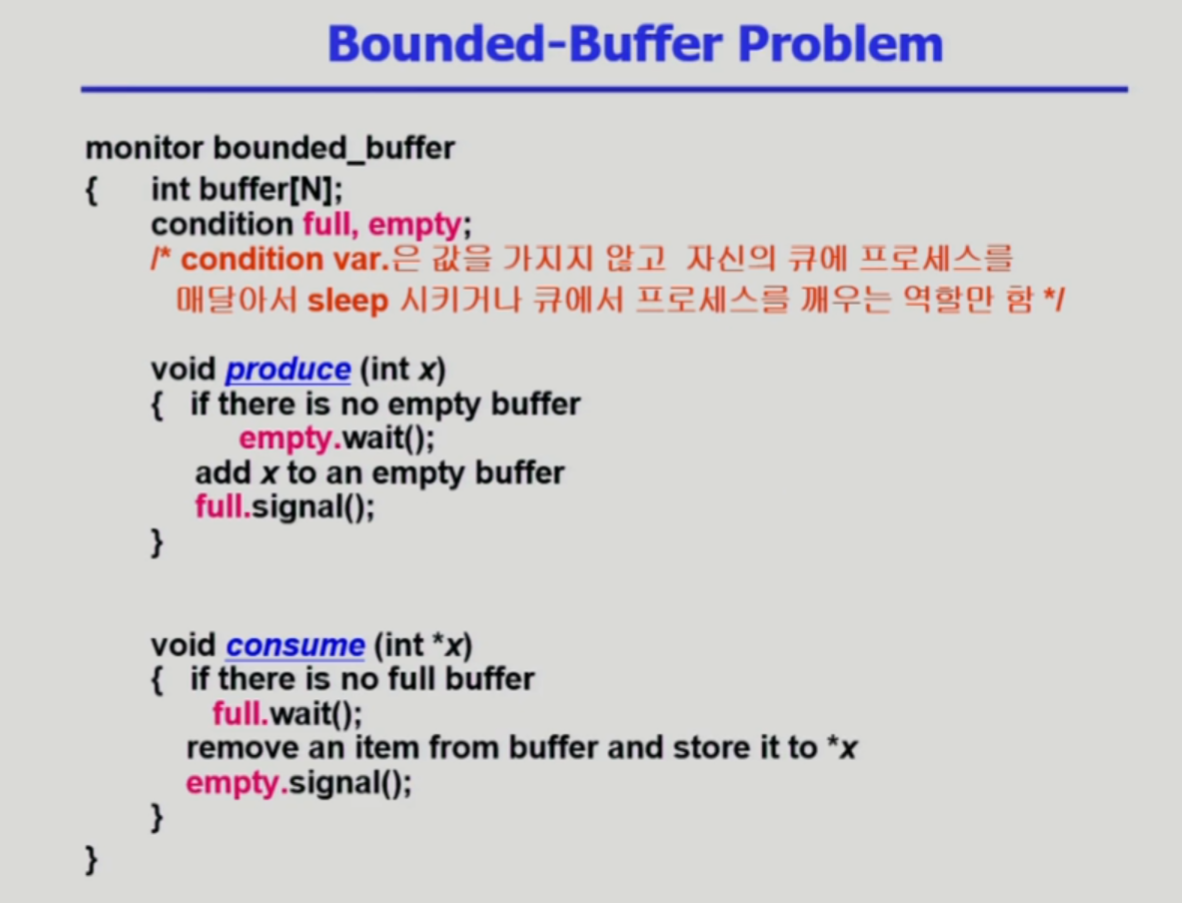 Bounded-Buffer Problem
monitor bounded_buffer
{ int buffer[N];
condition full, empty;
/* condition var.은 값을 가지지 않고 자신의 큐에 프로세스를
매달아서 sleep 시키거나 큐에서 프로세스를 깨우는 역할만 함 */
void produce (int x)
{ if there is no empty buffer
empty.wait();
add x to an empty buffer
full.signal();
}
void consume (int *x)
{ if there is no full buffer
full.wait();
remove an item from buffer and store it to *x
empty.signal();
}
}